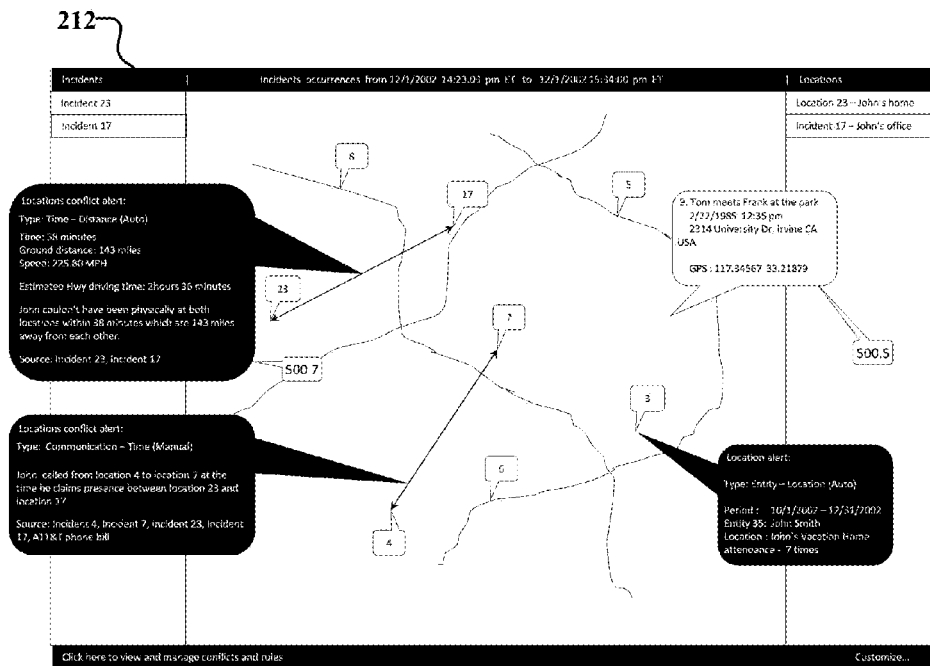 212
Incidents
Incidents occurrences from 12/1/2002 14:23:00 pm ET to 12/1/2002 15:34:00 pm ET
Locations
Incident 23
Location 23 – John's home
Incident 17
Incident 17 – John's office
8
17
5
9. Tom meets Frank at the park
2/22/1985 12:35 pm
2314 University Dr, Irvine CA
USA
GPS : 117.34567 33.21879
Locations conflict alert:
Type: Time – Distance (Auto)
Time: 38 minutes
Ground distance: 143 miles
Speed: 225.80 MPH
Estimated Hwy driving time: 2hours 36 minutes
John couldn't have been physically at both
locations within 38 minutes which are 143 miles
away from each other.
Source: Incident 23, Incident 17
23
7
500.7
500.5
3
Locations conflict alert:
Type: Communication – Time (Manual)
John called from location 4 to location 7 at the
time he claims presence between location 23 and
location 17
Source: Incident 4, Incident 7, Incident 23, Incident
17, AT&T phone bill
6
4
Location alert:
Type: Entity – Location (Auto)
Period : 10/1/2002 – 12/31/2002
Entity 35: John Smith
Location : John's Vacation Home
attendance - 7 times
Click here to view and manage conflicts and rules
Customize...